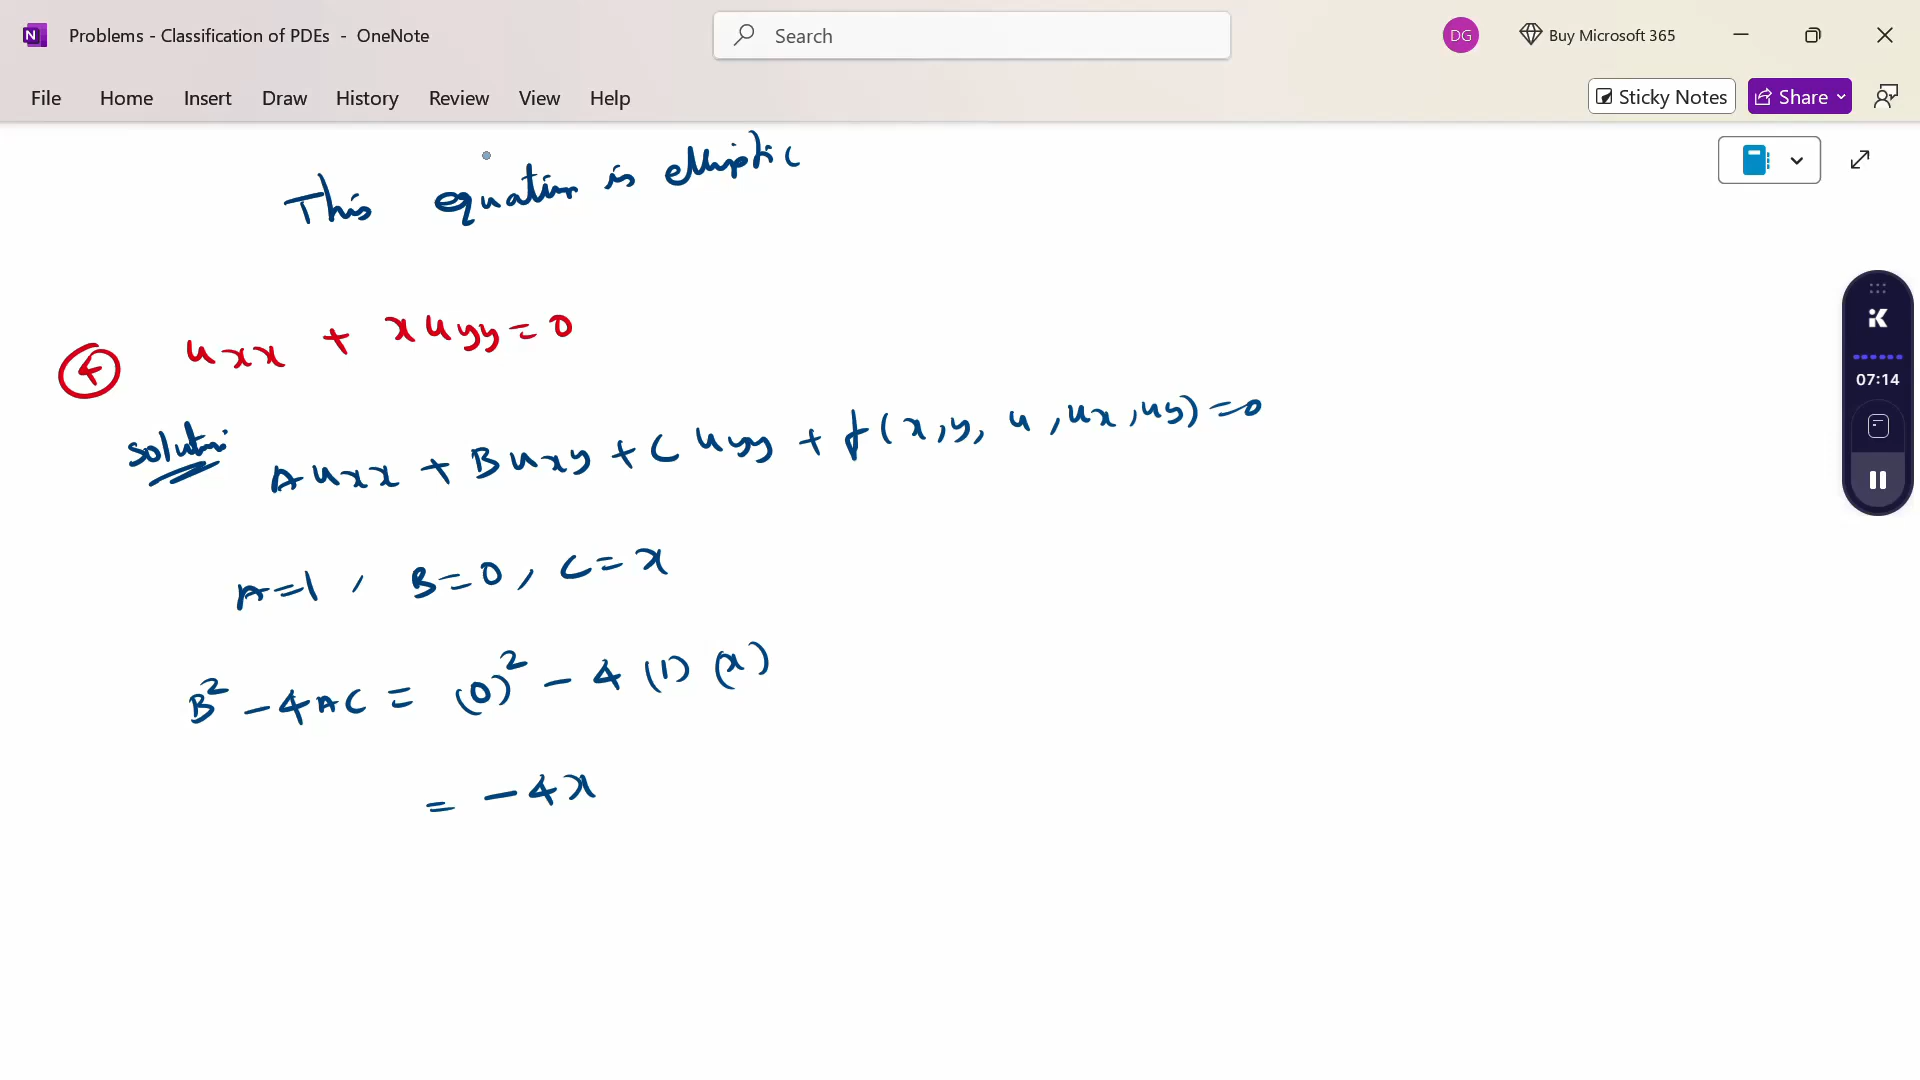 Problems - Classification of PDEs - OneNote
Search
DG
Buy Microsoft 365
File Home Insert Draw History Review View Help
Sticky Notes
Share
This equation is elliptic
④ uxx + x uyy = 0
Solution
A uxx + B uxy + C uyy + f(x, y, u, ux, uy) = 0
07:14
A = 1, B = 0, C = x
B² - 4AC = (0)² - 4 (1) (x)
= - 4x